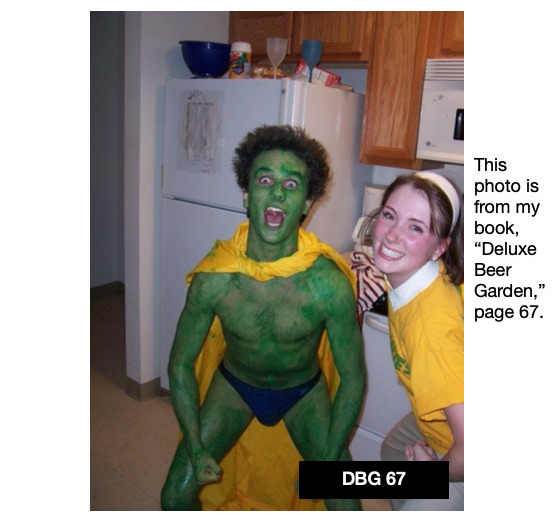 This
photo is
from my
book,
“Deluxe
Beer
Garden,”
page 67.
DBG 67